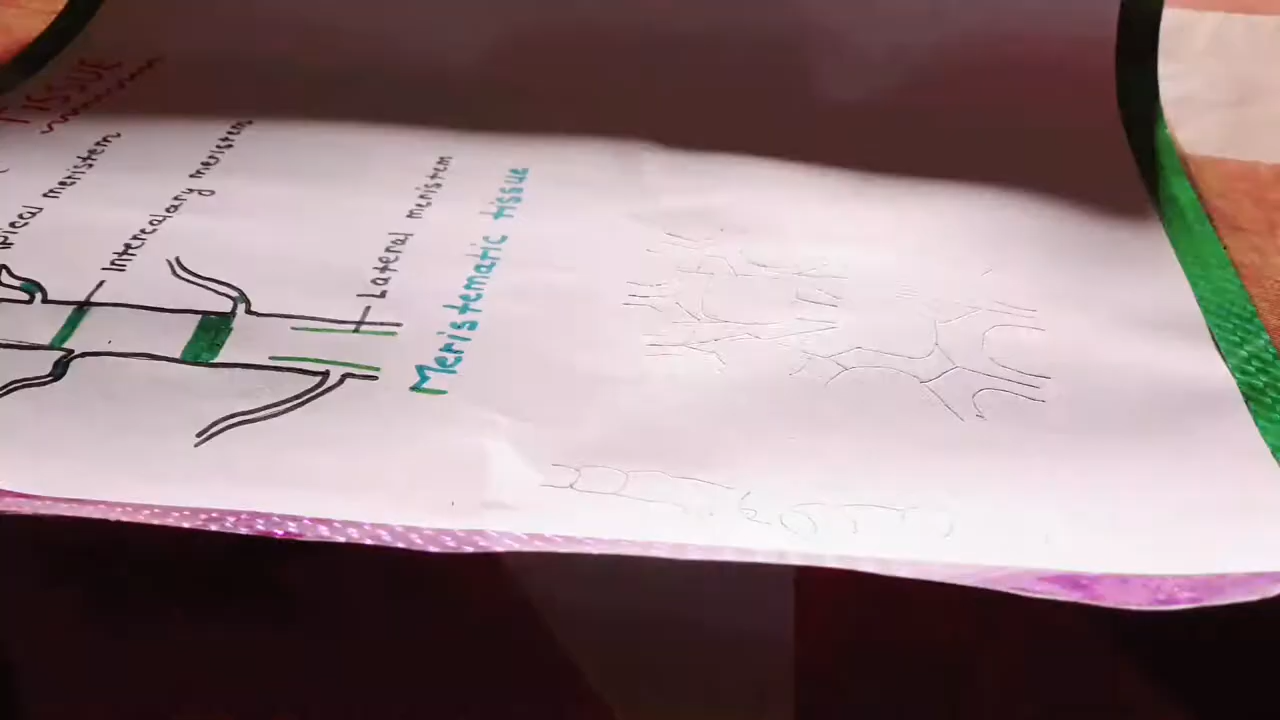 TISSUE
Apical meristem
Intercalary meristem
Lateral meristem
Meristematic tissue